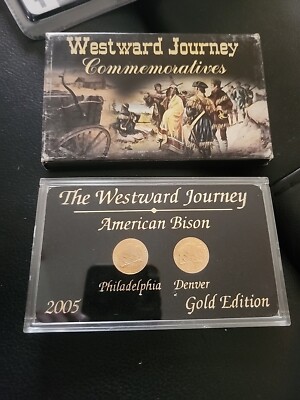 Westward Journey
Commemoratives
The Westward Journey
American Bison
Philadelphia Denver
2005 Gold Edition